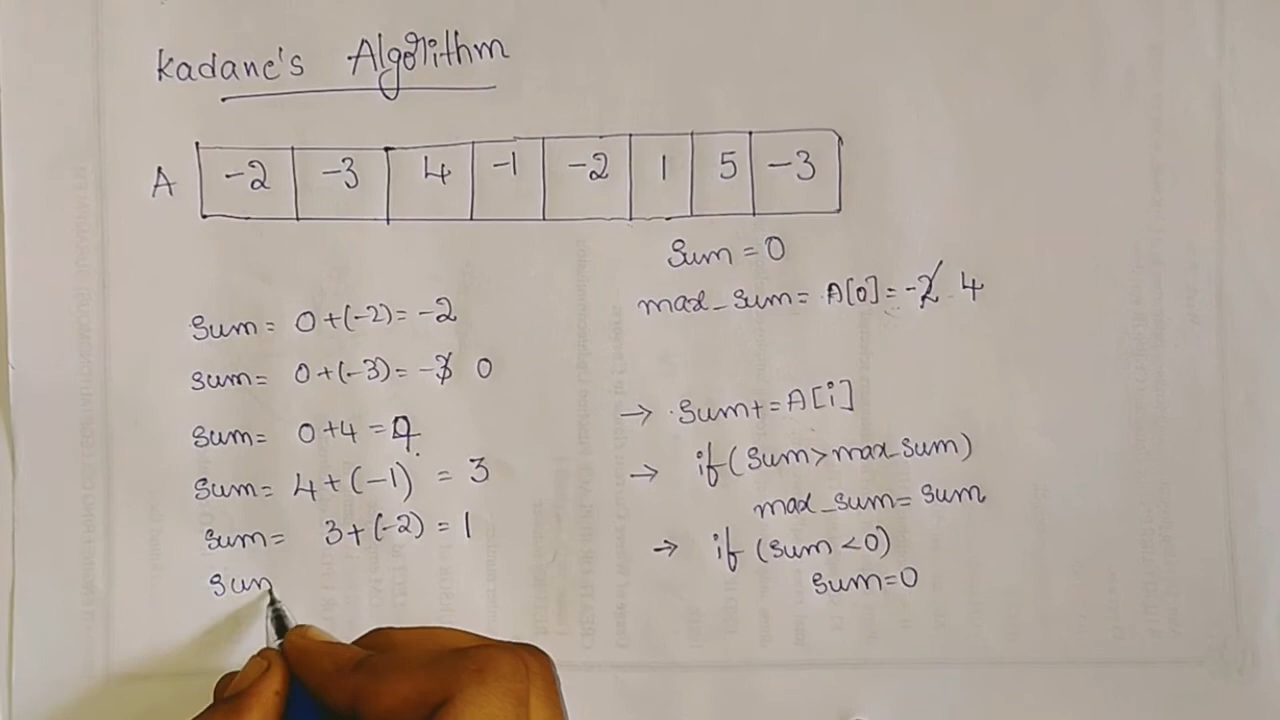 Kadane's Algorithm
A -2 -3 4 -1 -2 1 5 -3
Sum = 0
max_sum = A[0] = -2 4
Sum = 0+(-2) = -2
Sum = 0+(-3) = -3 0
Sum = 0+4 = 4
Sum = 4+(-1) = 3
Sum = 3+(-2) = 1
Sum
→ Sum+=A[i]
→ if(Sum>max_sum)
max_sum=sum
→ if (sum<0)
Sum=0